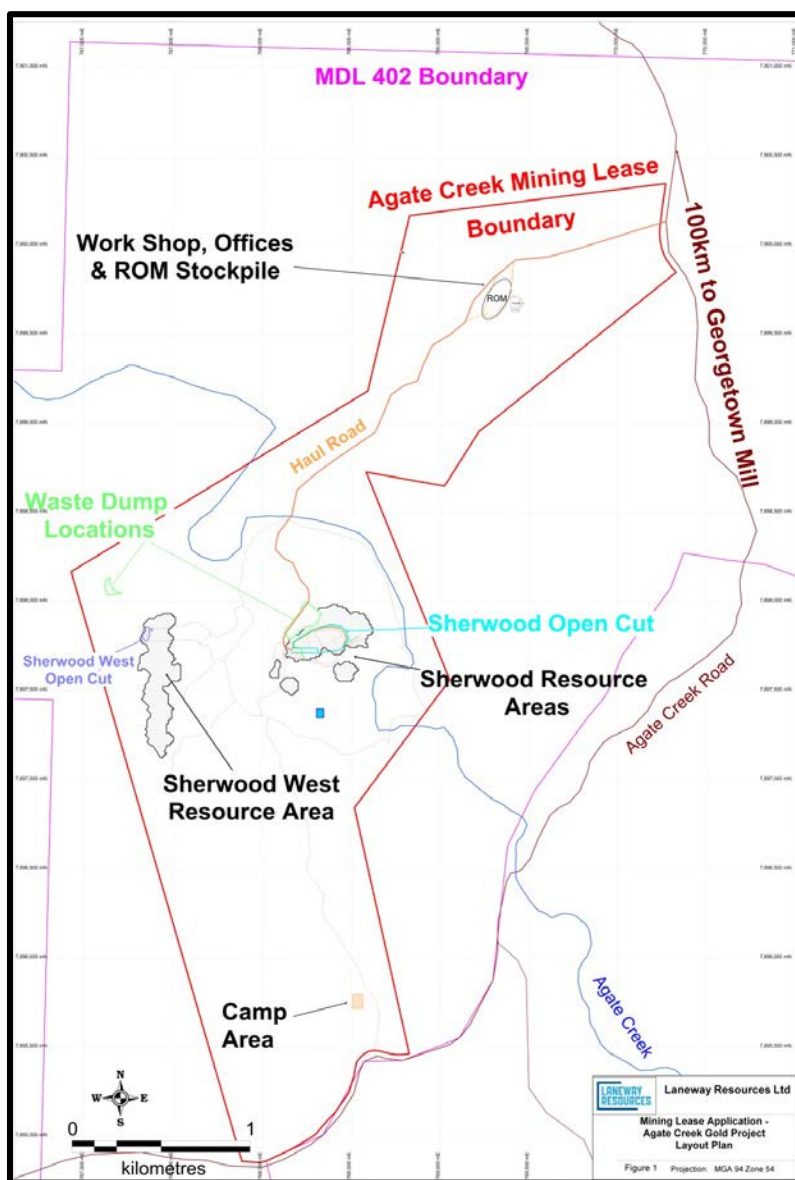 MDL 402 Boundary
Agate Creek Mining Lease
Boundary
Work Shop, Offices
& ROM Stockpile
ROM
100km to Georgetown Mill
Haul Road
Waste Dump
Locations
Sherwood Open Cut
Sherwood West
Open Cut
Sherwood Resource
Areas
Agate Creek Road
Sherwood West
Resource Area
Camp
Area
Agate Creek
N
W E
S
0 1
kilometres
LANEWAY
RESOURCES
Laneway Resources Ltd
Mining Lease Application -
Agate Creek Gold Project
Layout Plan
Figure 1 Projection: MGA 94 Zone 54